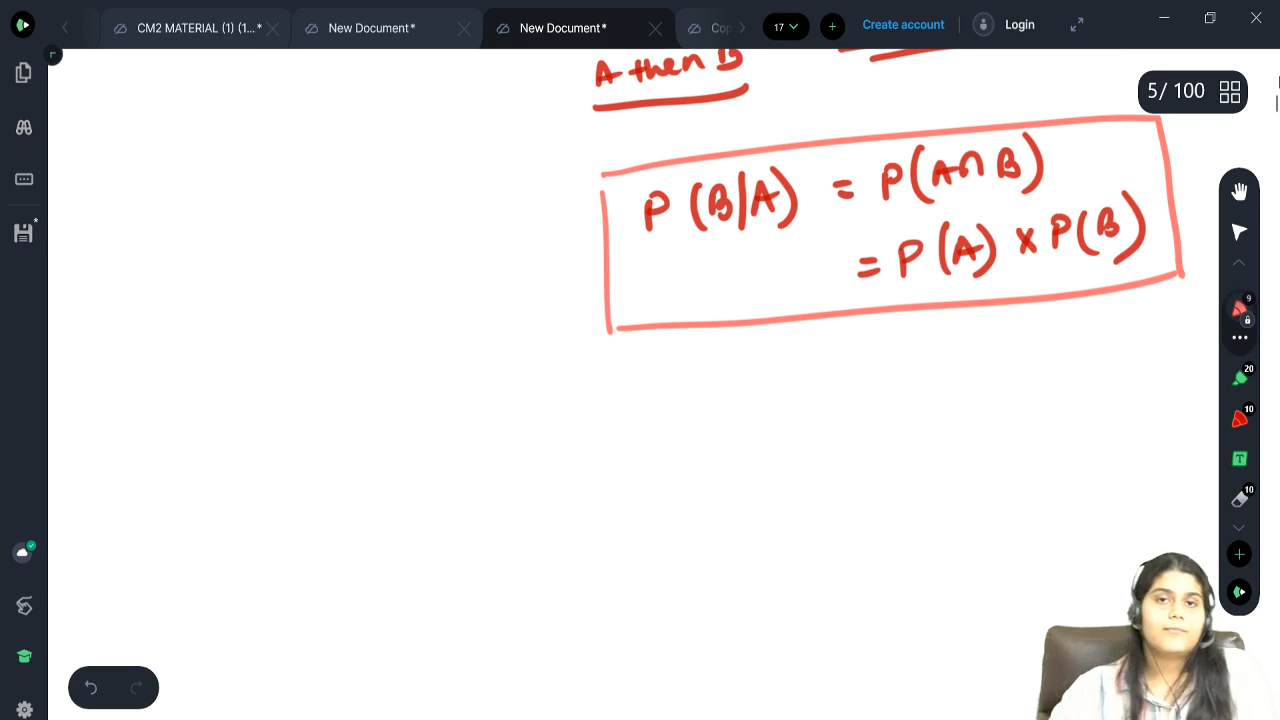 CM2 MATERIAL (1) (1...*
New Document*
New Document*
Cop
17
Create account
Login
A then B
5/ 100
P (B|A) = P(A∩B)
= P(A) × P(B)
9
20
10
T
10